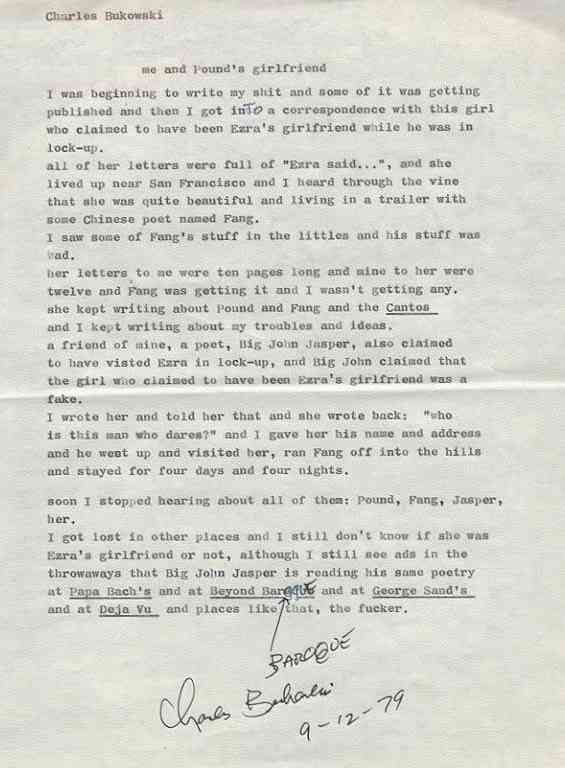 Charles Bukowski
me and Pound's girlfriend
I was beginning to write my shit and some of it was getting
published and then I got inTO a correspondence with this girl
who claimed to have been Ezra's girlfriend while he was in
lock-up.
all of her letters were full of "Ezra said...", and she
lived up near San Francisco and I heard through the vine
that she was quite beautiful and living in a trailer with
some Chinese poet named Fang.
I saw some of Fang's stuff in the littles and his stuff was
bad.
her letters to me were ten pages long and mine to her were
twelve and Fang was getting it and I wasn't getting any.
she kept writing about Pound and Fang and the Cantos
and I kept writing about my troubles and ideas.
a friend of mine, a poet, Big John Jasper, also claimed
to have visted Ezra in lock-up, and Big John claimed that
the girl who claimed to have been Ezra's girlfriend was a
fake.
I wrote her and told her that and she wrote back: "who
is this man who dares?" and I gave her his name and address
and he went up and visited her, ran Fang off into the hills
and stayed for four days and four nights.
soon I stopped hearing about all of them: Pound, Fang, Jasper,
her.
I got lost in other places and I still don't know if she was
Ezra's girlfriend or not, although I still see ads in the
throwaways that Big John Jasper is reading his same poetry
at Papa Bach's and at Beyond BaroQUE and at George Sand's
and at Deja Vu and places like that, the fucker.
BAROQUE
Charles Bukowski
9-12-79